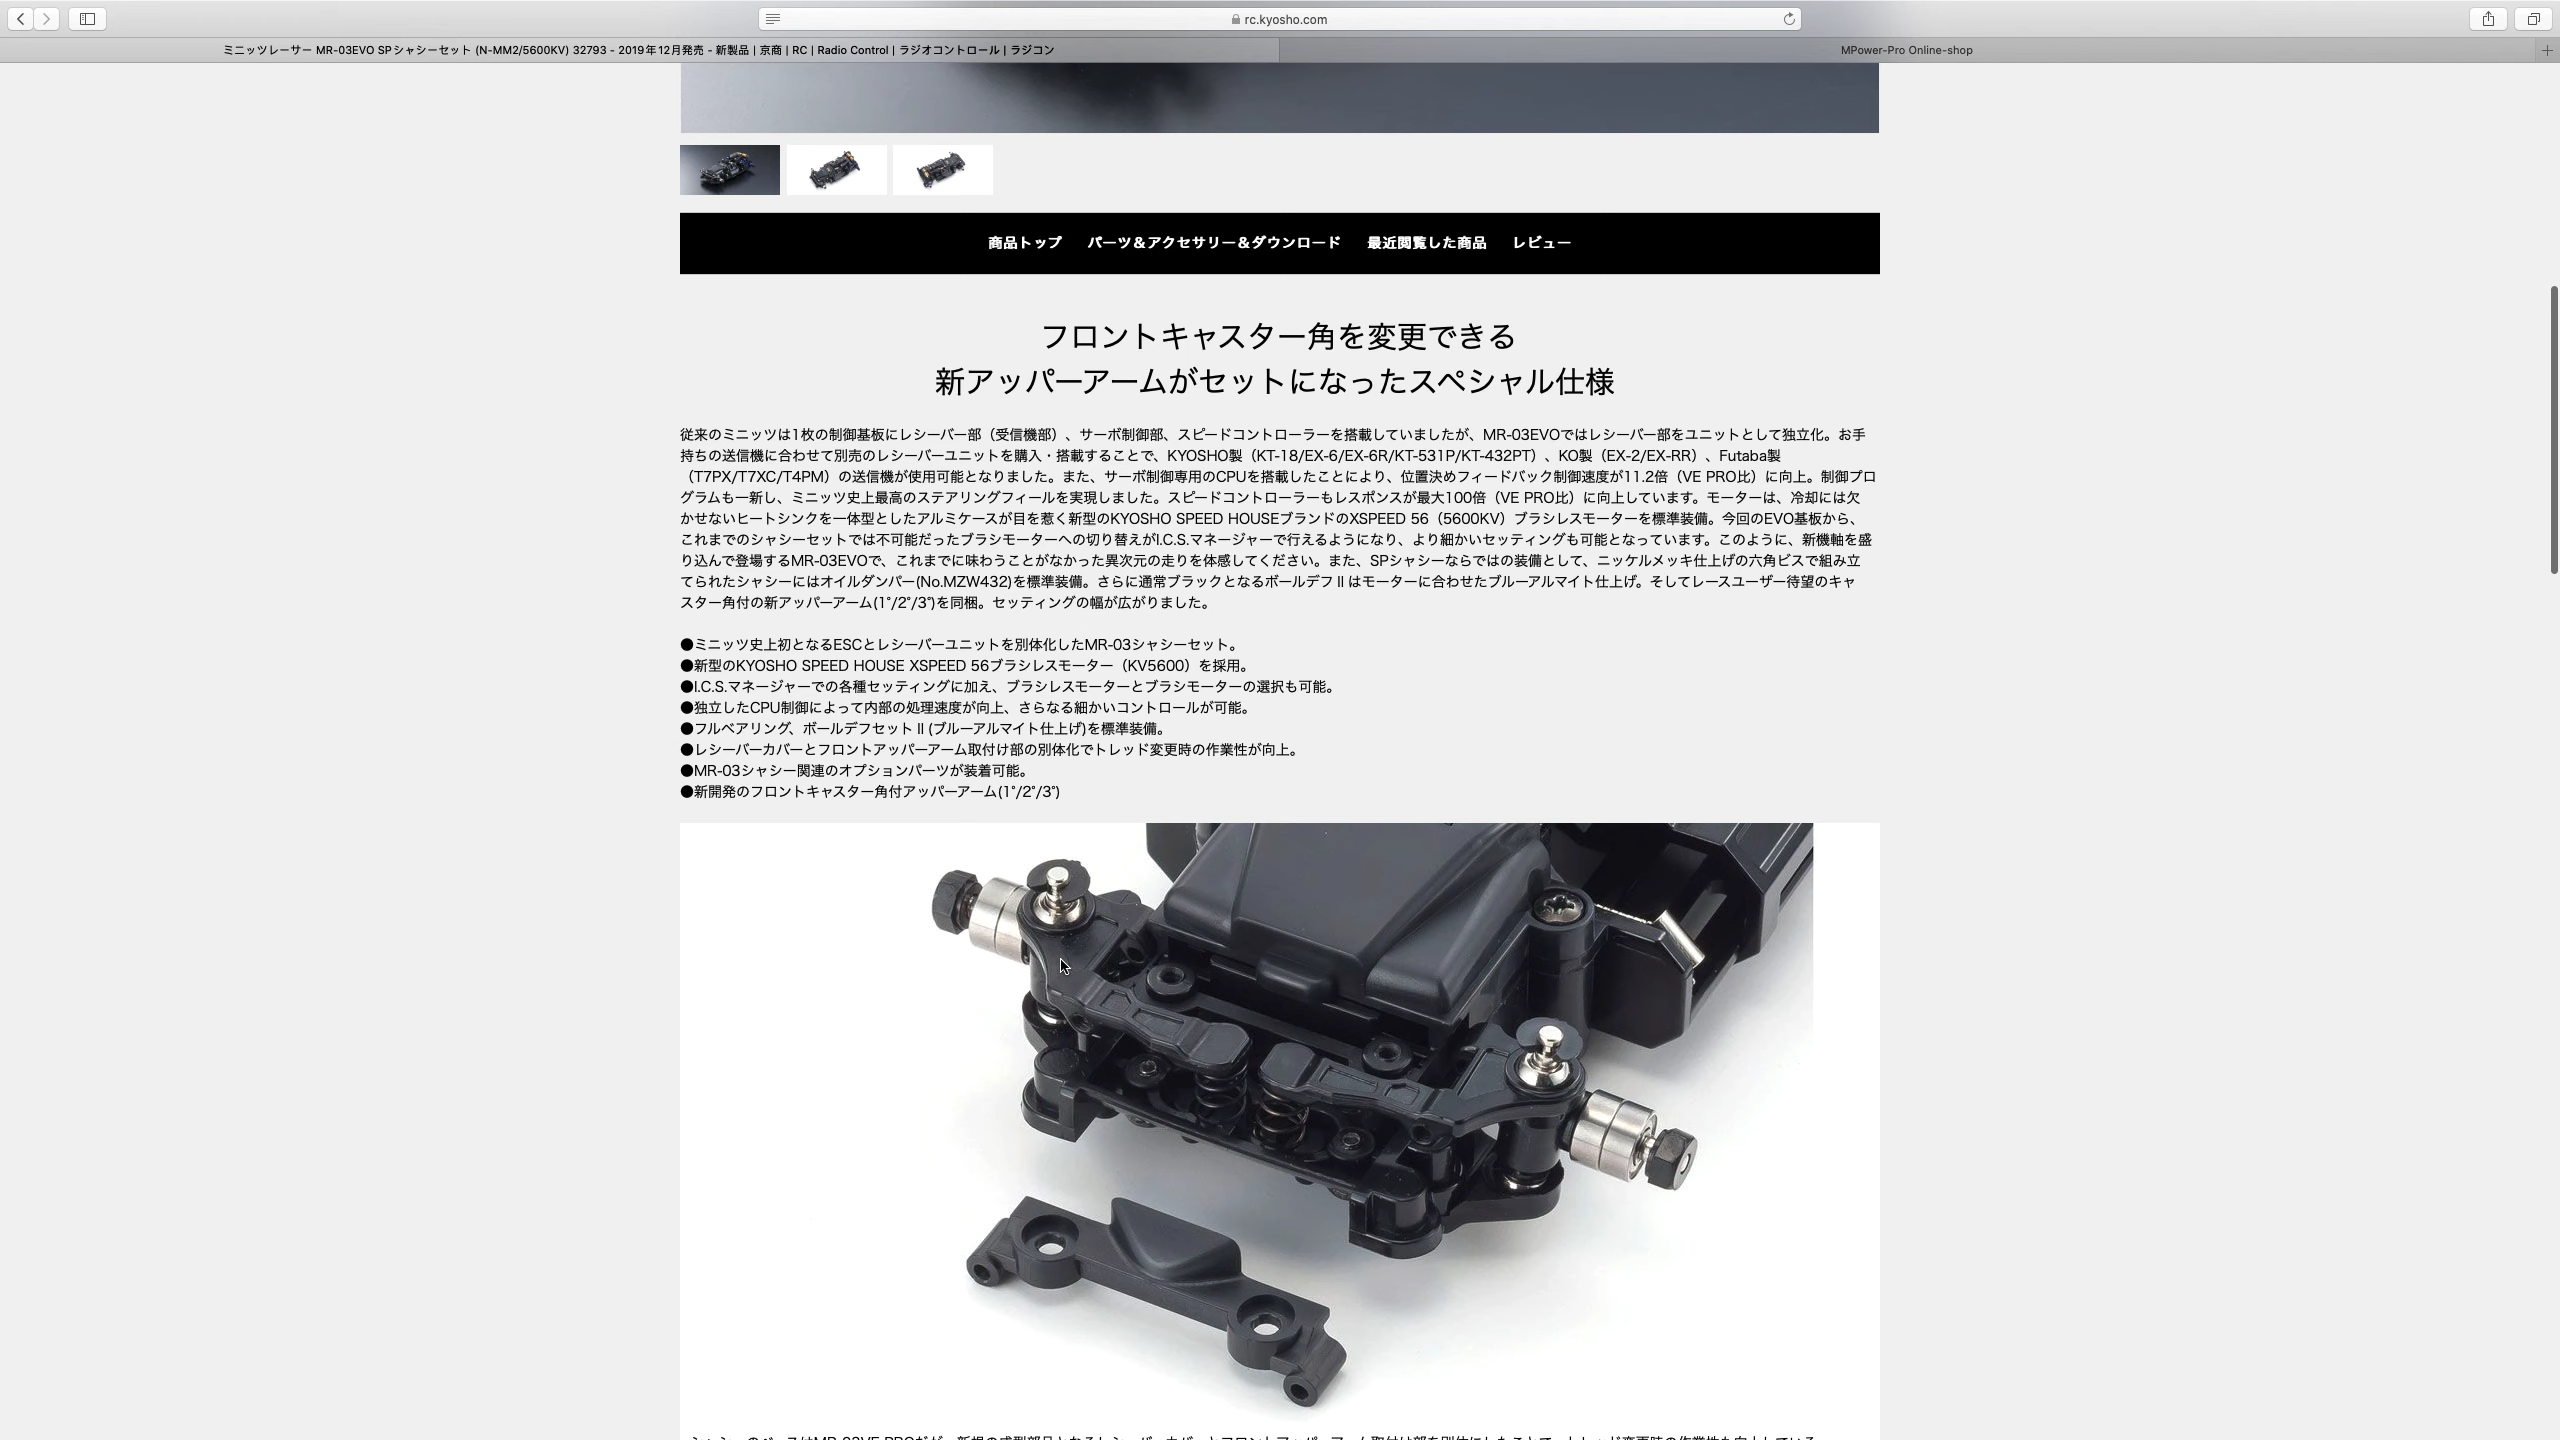 rc.kyosho.com
ミニッツレーサー MR-03EVO SPシャシーセット (N-MM2/5600KV) 32793 - 2019年12月発売 - 新製品 | 京商 | RC | Radio Control | ラジオコントロール | ラジコン
MPower-Pro Online-shop
商品トップ パーツ＆アクセサリー＆ダウンロード 最近閲覧した商品 レビュー
フロントキャスター角を変更できる
新アッパーアームがセットになったスペシャル仕様
従来のミニッツは1枚の制御基板にレシーバー部（受信機部）、サーボ制御部、スピードコントローラーを搭載していましたが、MR-03EVOではレシーバー部をユニットとして独立化。お手
持ちの送信機に合わせて別売のレシーバーユニットを購入・搭載することで、KYOSHO製（KT-18/EX-6/EX-6R/KT-531P/KT-432PT）、KO製（EX-2/EX-RR）、Futaba製
（T7PX/T7XC/T4PM）の送信機が使用可能となりました。また、サーボ制御専用のCPUを搭載したことにより、位置決めフィードバック制御速度が11.2倍（VE PRO比）に向上。制御プロ
グラムも一新し、ミニッツ史上最高のステアリングフィールを実現しました。スピードコントローラーもレスポンスが最大100倍（VE PRO比）に向上しています。モーターは、冷却には欠
かせないヒートシンクを一体型としたアルミケースが目を惹く新型のKYOSHO SPEED HOUSEブランドのXSPEED 56（5600KV）ブラシレスモーターを標準装備。今回のEVO基板から、
これまでのシャシーセットでは不可能だったブラシモーターへの切り替えがI.C.S.マネージャーで行えるようになり、より細かいセッティングも可能となっています。このように、新機軸を盛
り込んで登場するMR-03EVOで、これまでに味わうことがなかった異次元の走りを体感してください。また、SPシャシーならではの装備として、ニッケルメッキ仕上げの六角ビスで組み立
てられたシャシーにはオイルダンパー(No.MZW432)を標準装備。さらに通常ブラックとなるボールデフ II はモーターに合わせたブルーアルマイト仕上げ。そしてレースユーザー待望のキャ
スター角付の新アッパーアーム(1°/2°/3°)を同梱。セッティングの幅が広がりました。
●ミニッツ史上初となるESCとレシーバーユニットを別体化したMR-03シャシーセット。
●新型のKYOSHO SPEED HOUSE XSPEED 56ブラシレスモーター（KV5600）を採用。
●I.C.S.マネージャーでの各種セッティングに加え、ブラシレスモーターとブラシモーターの選択も可能。
●独立したCPU制御によって内部の処理速度が向上、さらなる細かいコントロールが可能。
●フルベアリング、ボールデフセット II (ブルーアルマイト仕上げ)を標準装備。
●レシーバーカバーとフロントアッパーアーム取付け部の別体化でトレッド変更時の作業性が向上。
●MR-03シャシー関連のオプションパーツが装着可能。
●新開発のフロントキャスター角付アッパーアーム(1°/2°/3°)